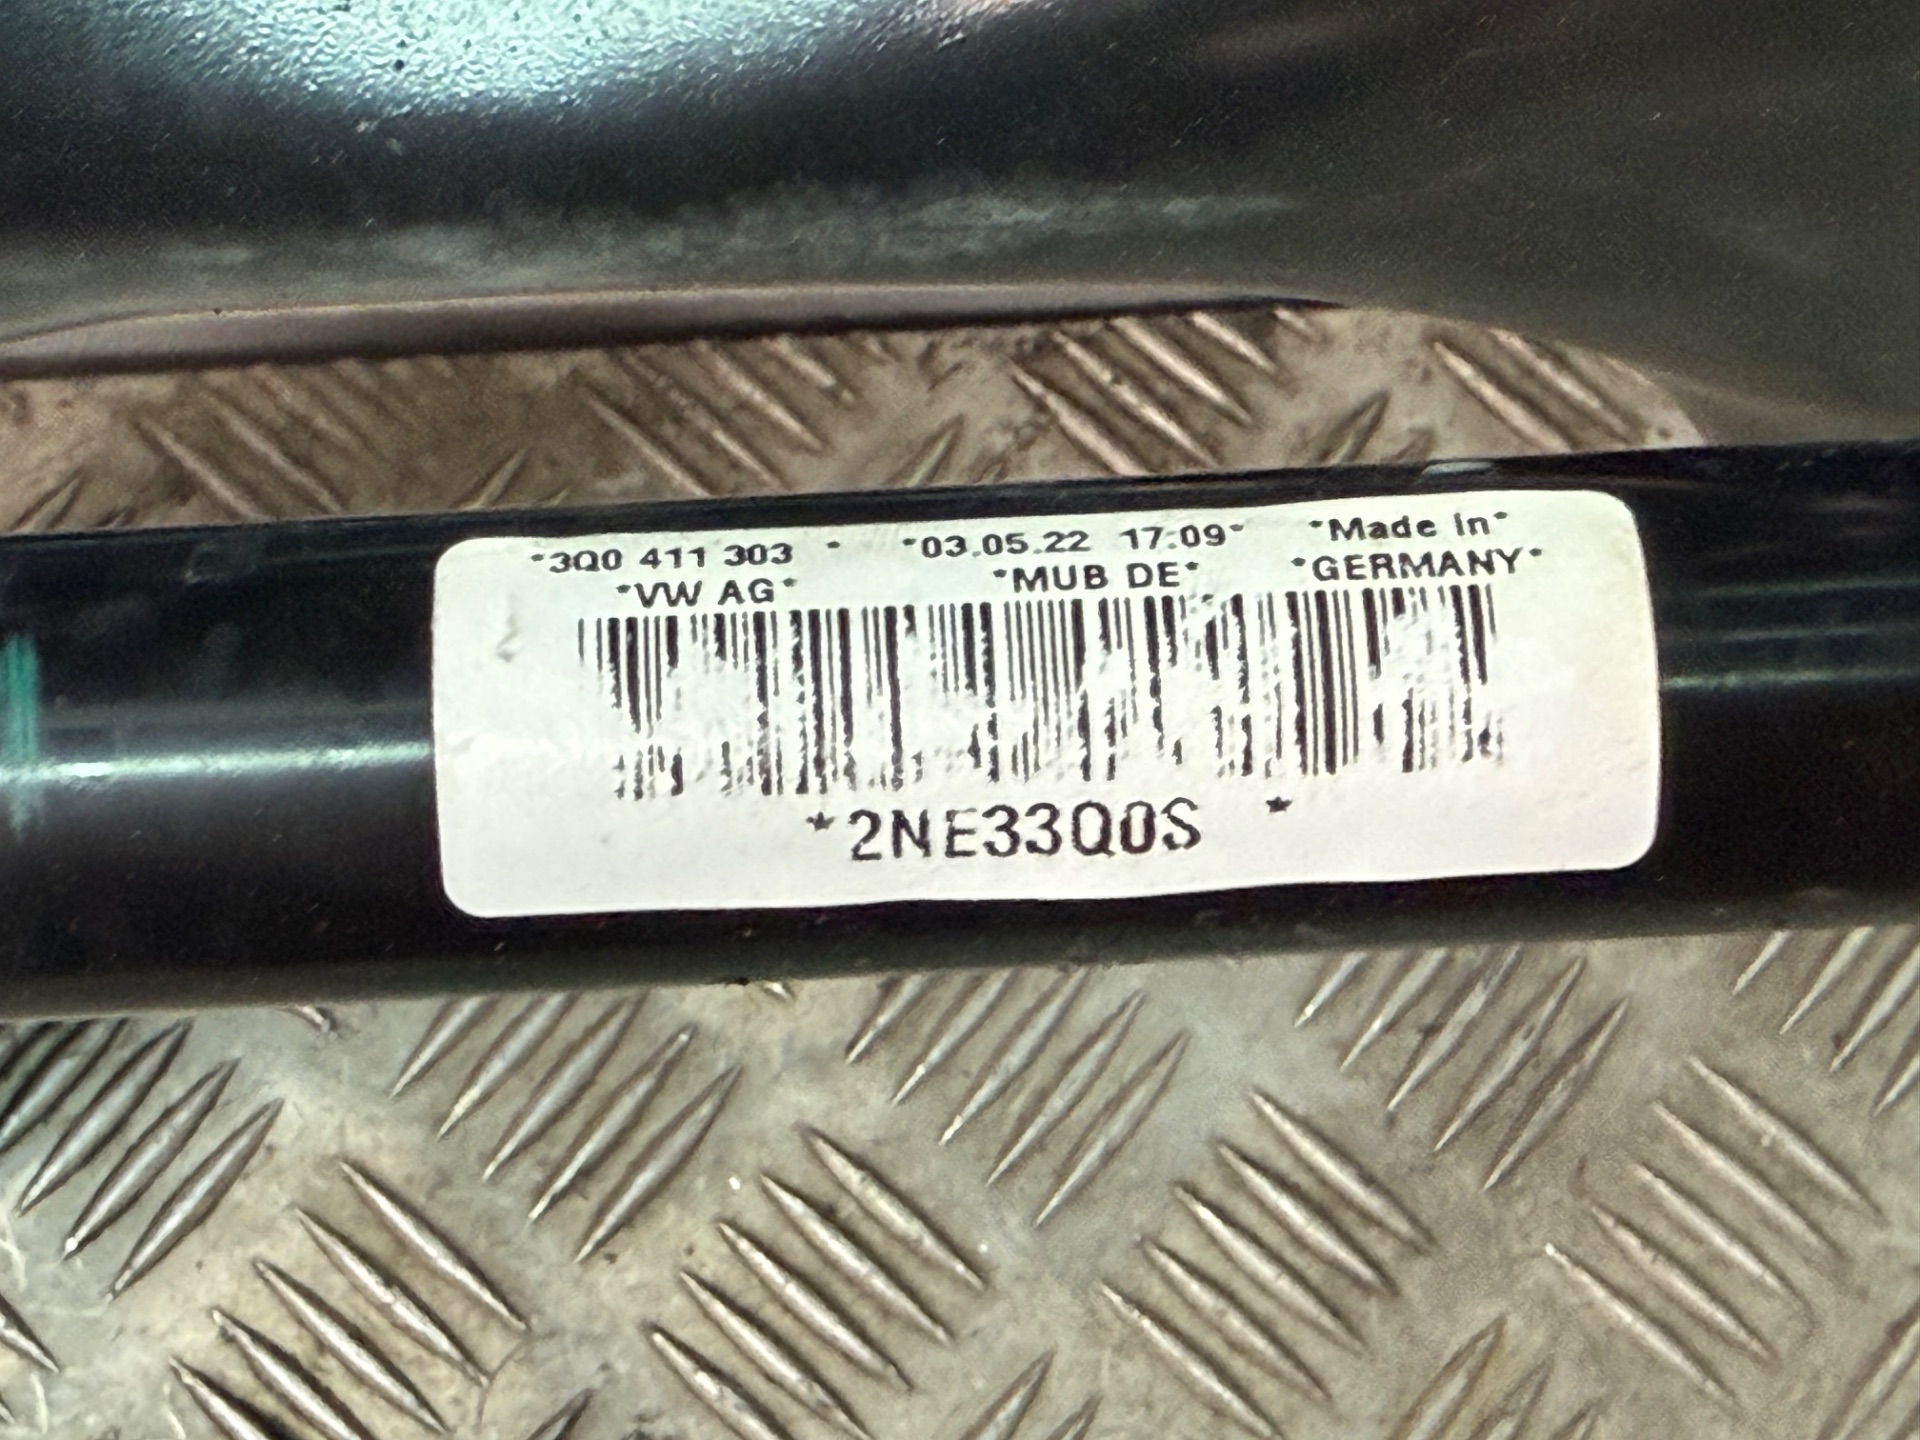 *3Q0 411 303 * *03.05.22 17:09* *Made in*
*VW AG* *MUB DE* *GERMANY*
*2NE33Q0S *